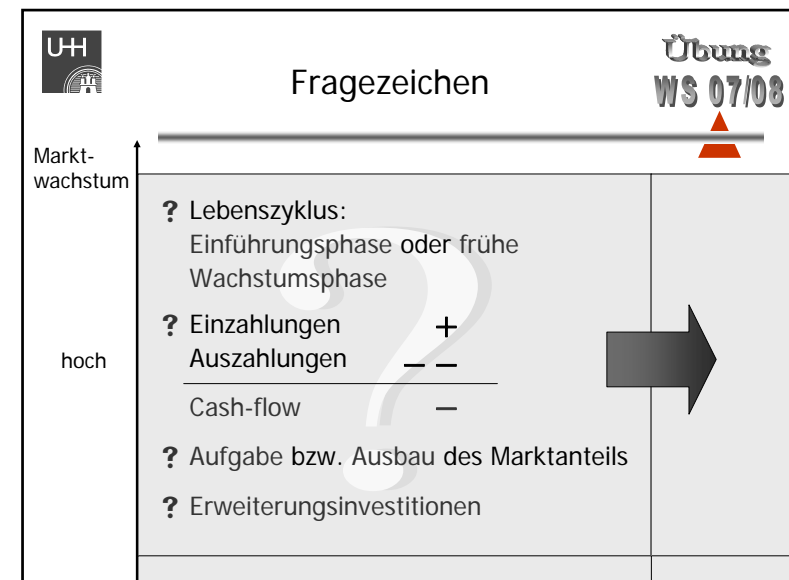 UH
Fragezeichen
Übung
WS 07/08
Markt-
wachstum
? Lebenszyklus:
Einführungsphase oder frühe
Wachstumsphase
? Einzahlungen +
Auszahlungen – –
Cash-flow –
hoch
? Aufgabe bzw. Ausbau des Marktanteils
? Erweiterungsinvestitionen
?